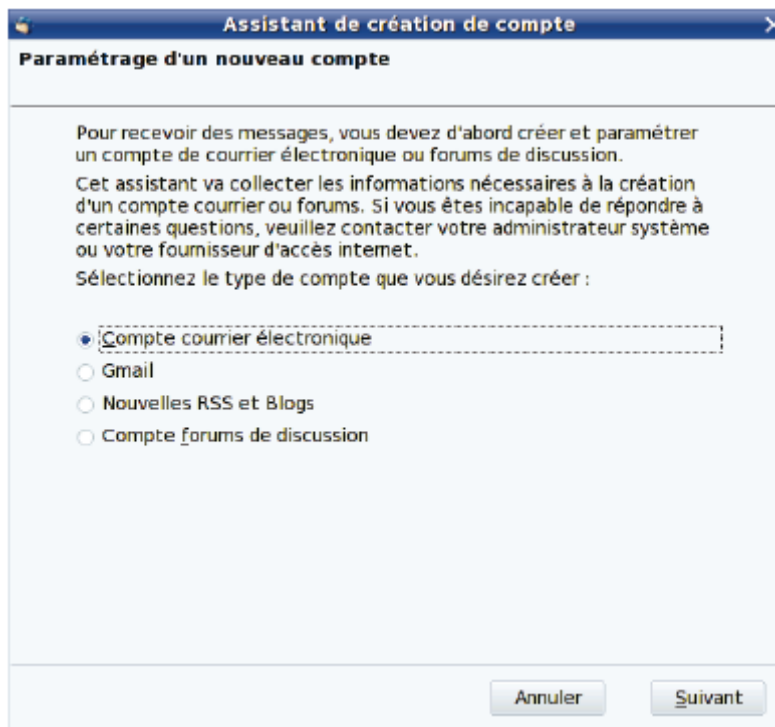 Assistant de création de compte
Paramétrage d'un nouveau compte
Pour recevoir des messages, vous devez d'abord créer et paramétrer
un compte de courrier électronique ou forums de discussion.
Cet assistant va collecter les informations nécessaires à la création
d'un compte courrier ou forums. Si vous êtes incapable de répondre à
certaines questions, veuillez contacter votre administrateur système
ou votre fournisseur d'accès internet.
Sélectionnez le type de compte que vous désirez créer :
Compte courrier électronique
Gmail
Nouvelles RSS et Blogs
Compte forums de discussion
Annuler
Suivant